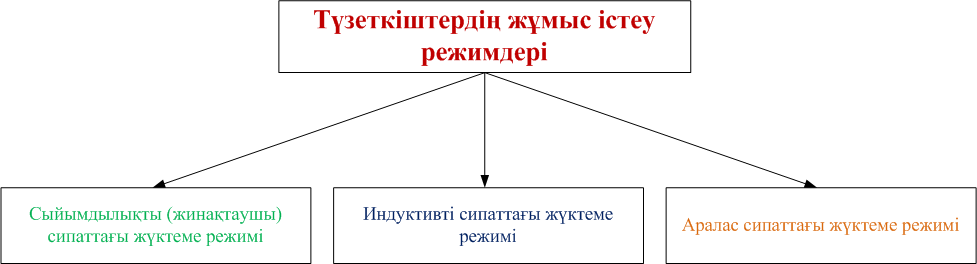 Түзеткіштердің жұмыс істеу
режимдері
Сыйымдылықты (жинақтаушы)
сипаттағы жүктеме режимі
Индуктивті сипаттағы жүктеме
режимі
Аралас сипаттағы жүктеме режимі